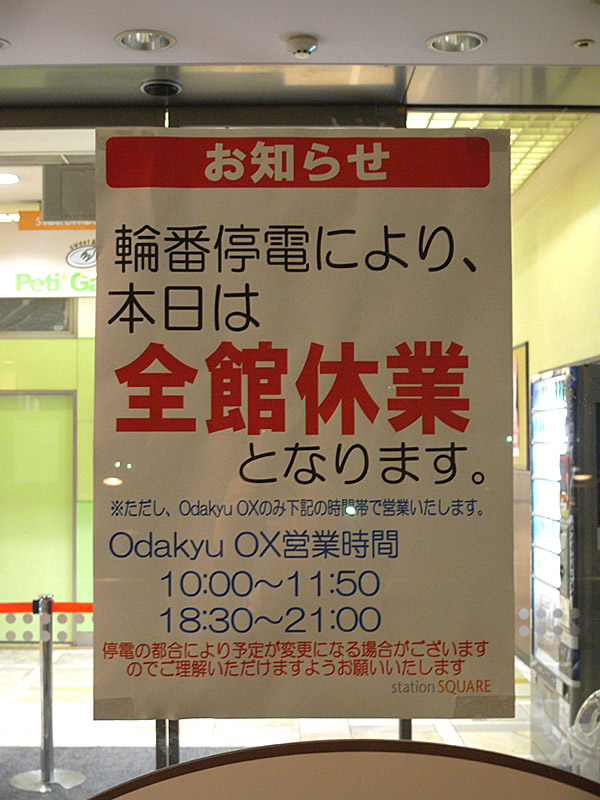 お知らせ
輪番停電により、
本日は
全館休業
となります。
※ただし、Odakyu OXのみ下記の時間帯で営業いたします。
Odakyu OX営業時間
10:00～11:50
18:30～21:00
停電の都合により予定が変更になる場合がございます
のでご理解いただけますようお願いいたします
station SQUARE